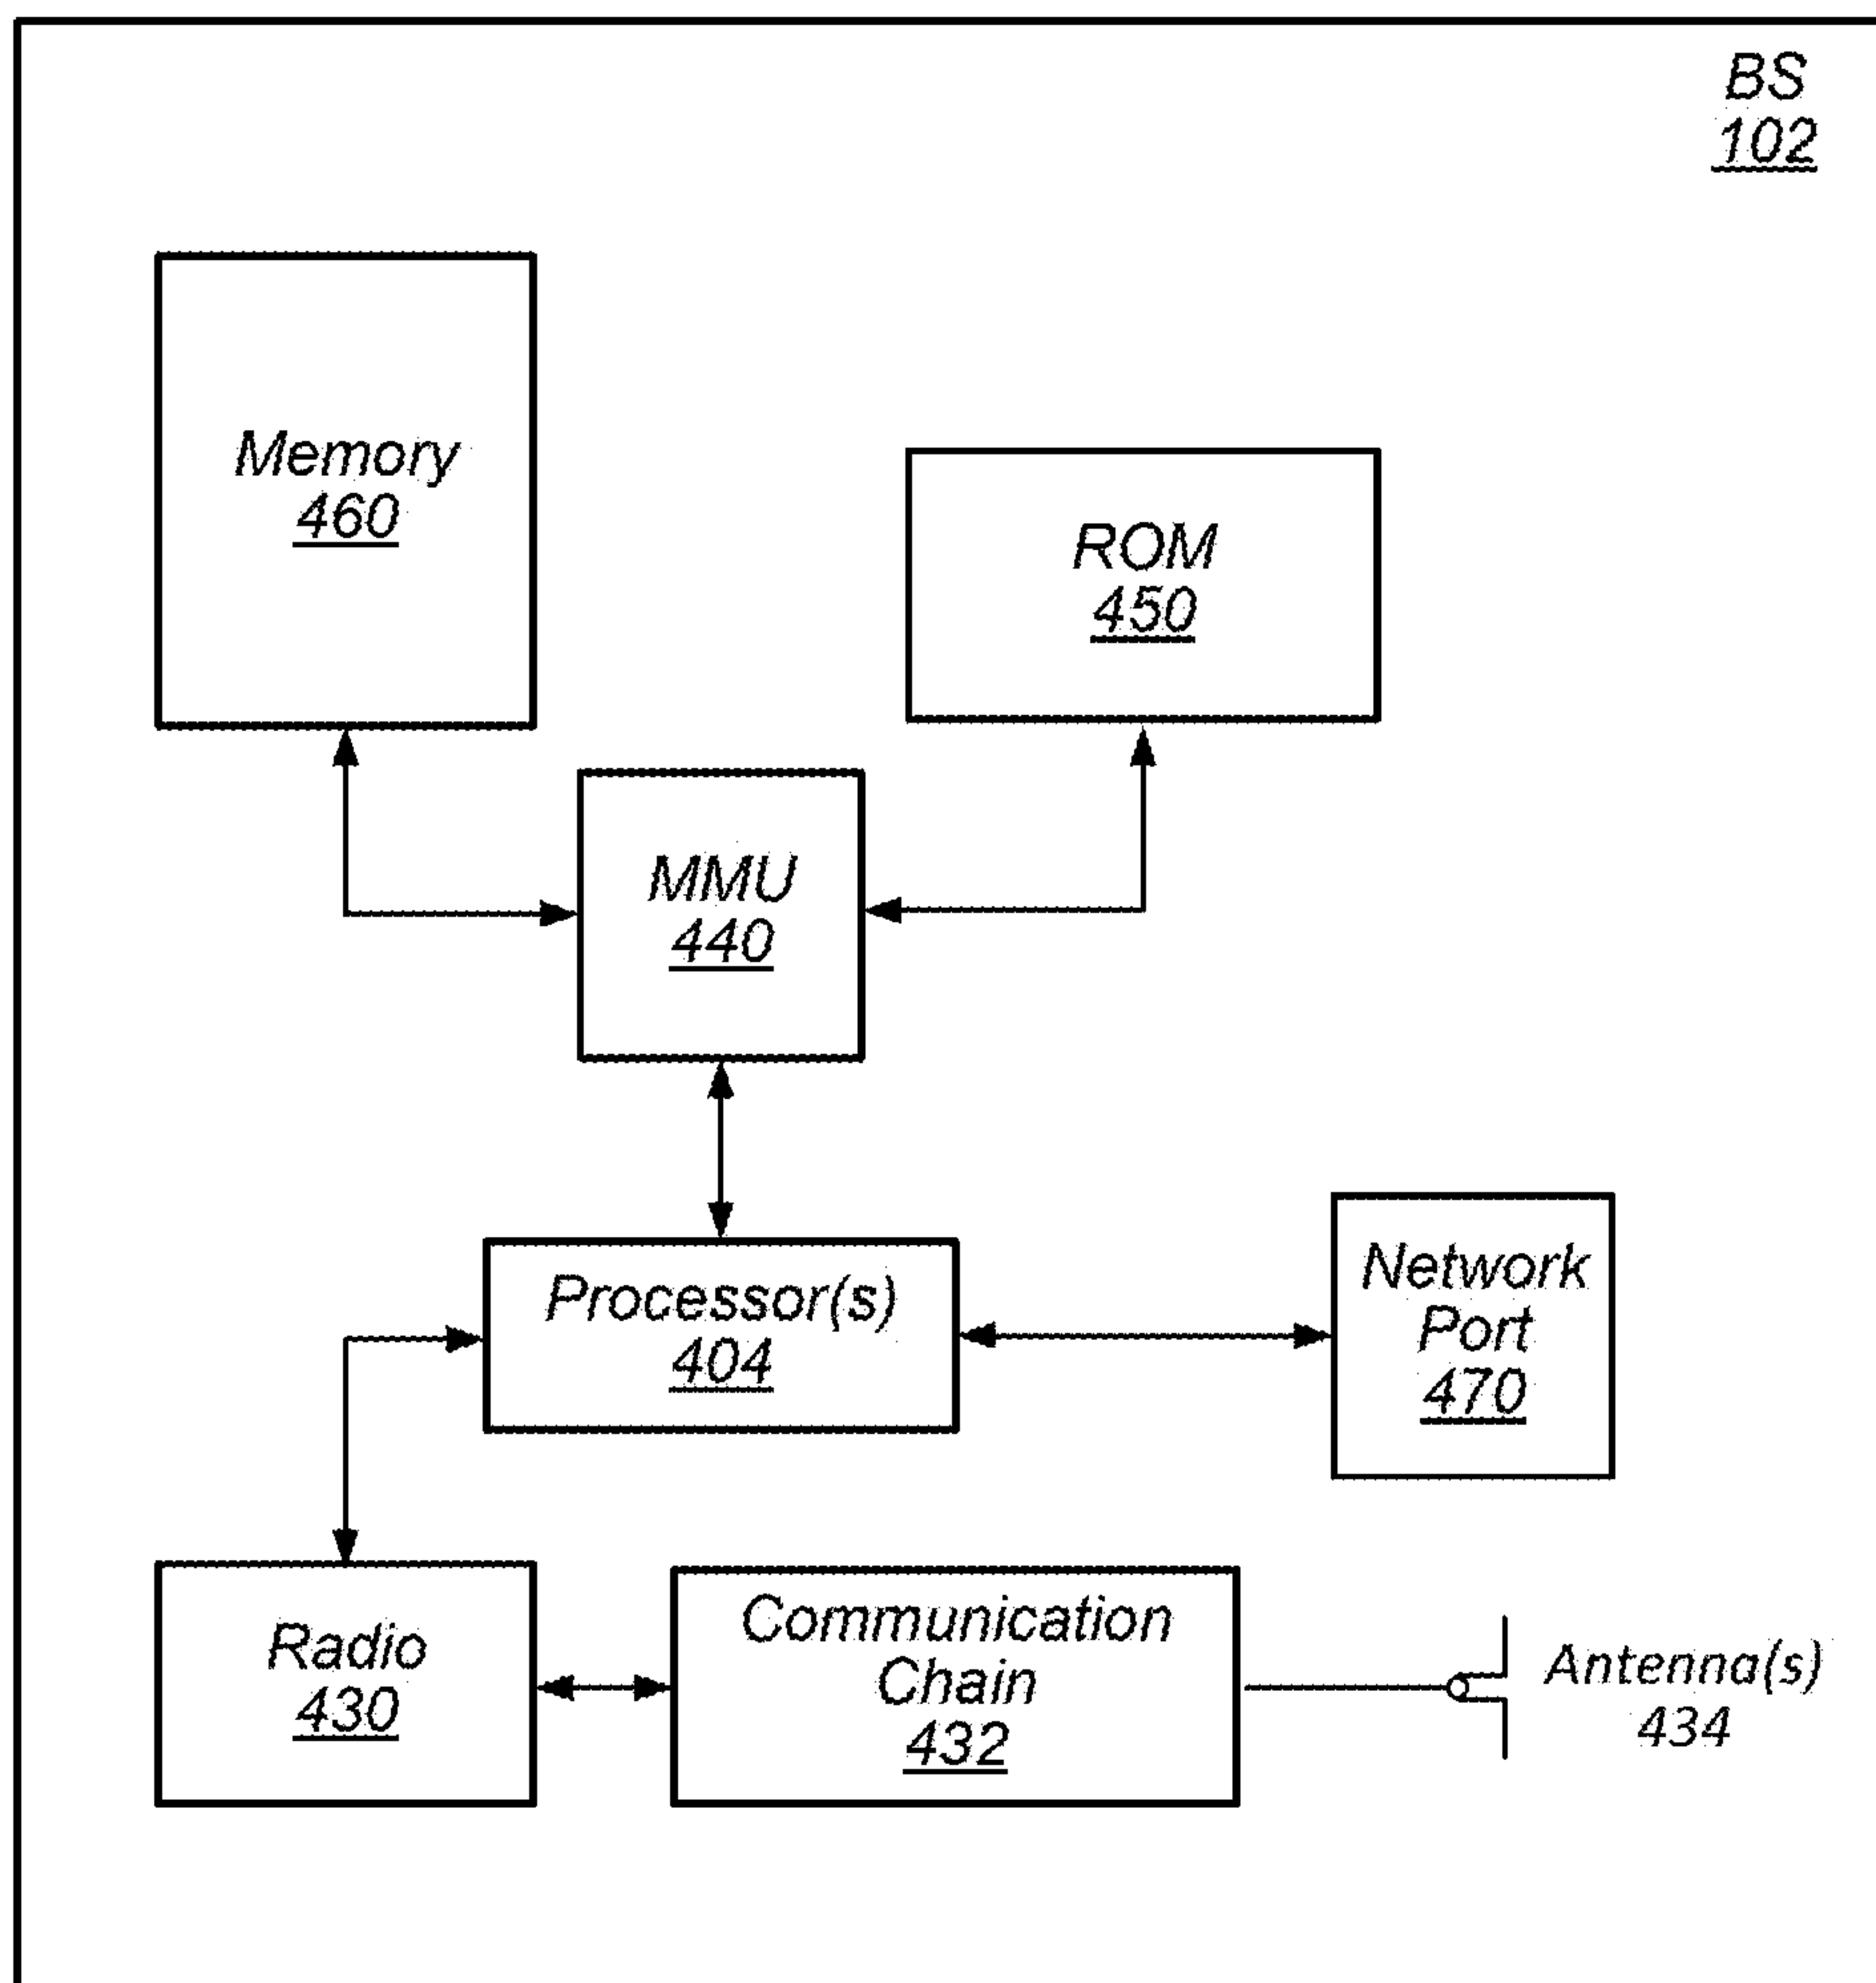 BS
102
Memory
460
ROM
450
MMU
440
Processor(s)
404
Network
Port
470
Radio
430
Communication
Chain
432
Antenna(s)
434